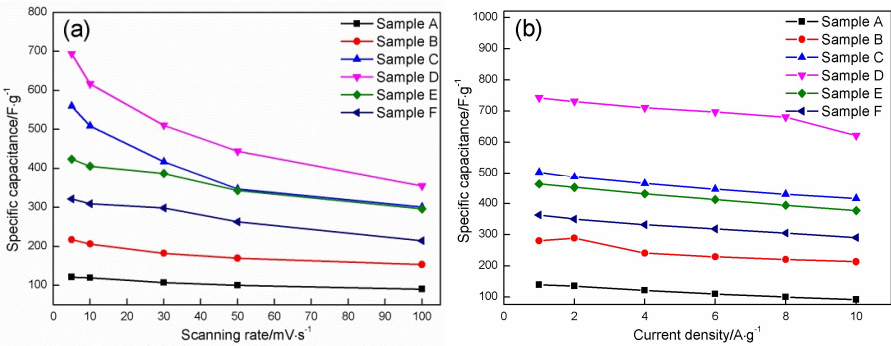 (a)
Sample A
Sample B
Sample C
Sample D
Sample E
Sample F
800
700
600
500
400
300
200
100
Specific capacitance/F·g⁻¹
0 10 20 30 40 50 60 70 80 90 100
Scanning rate/mV·s⁻¹
(b)
Sample A
Sample B
Sample C
Sample D
Sample E
Sample F
1000
900
800
700
600
500
400
300
200
100
Specific capacitance/F·g⁻¹
0 2 4 6 8 10
Current density/A·g⁻¹